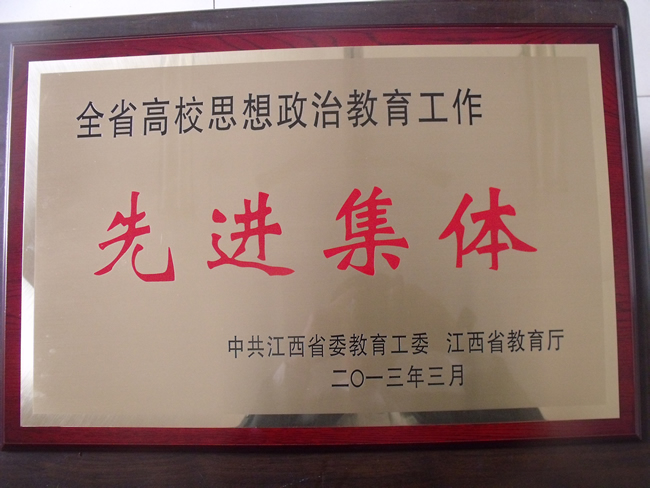 全省高校思想政治教育工作
先进集体
中共江西省委教育工委 江西省教育厅
二〇一三年三月